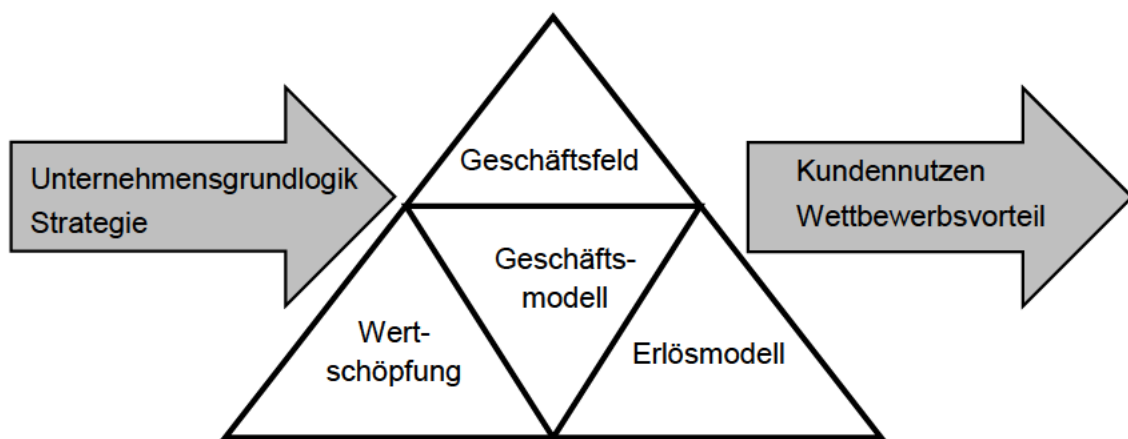 Unternehmensgrundlogik
Strategie
Geschäftsfeld
Geschäfts-
modell
Wert-
schöpfung
Erlösmodell
Kundennutzen
Wettbewerbsvorteil